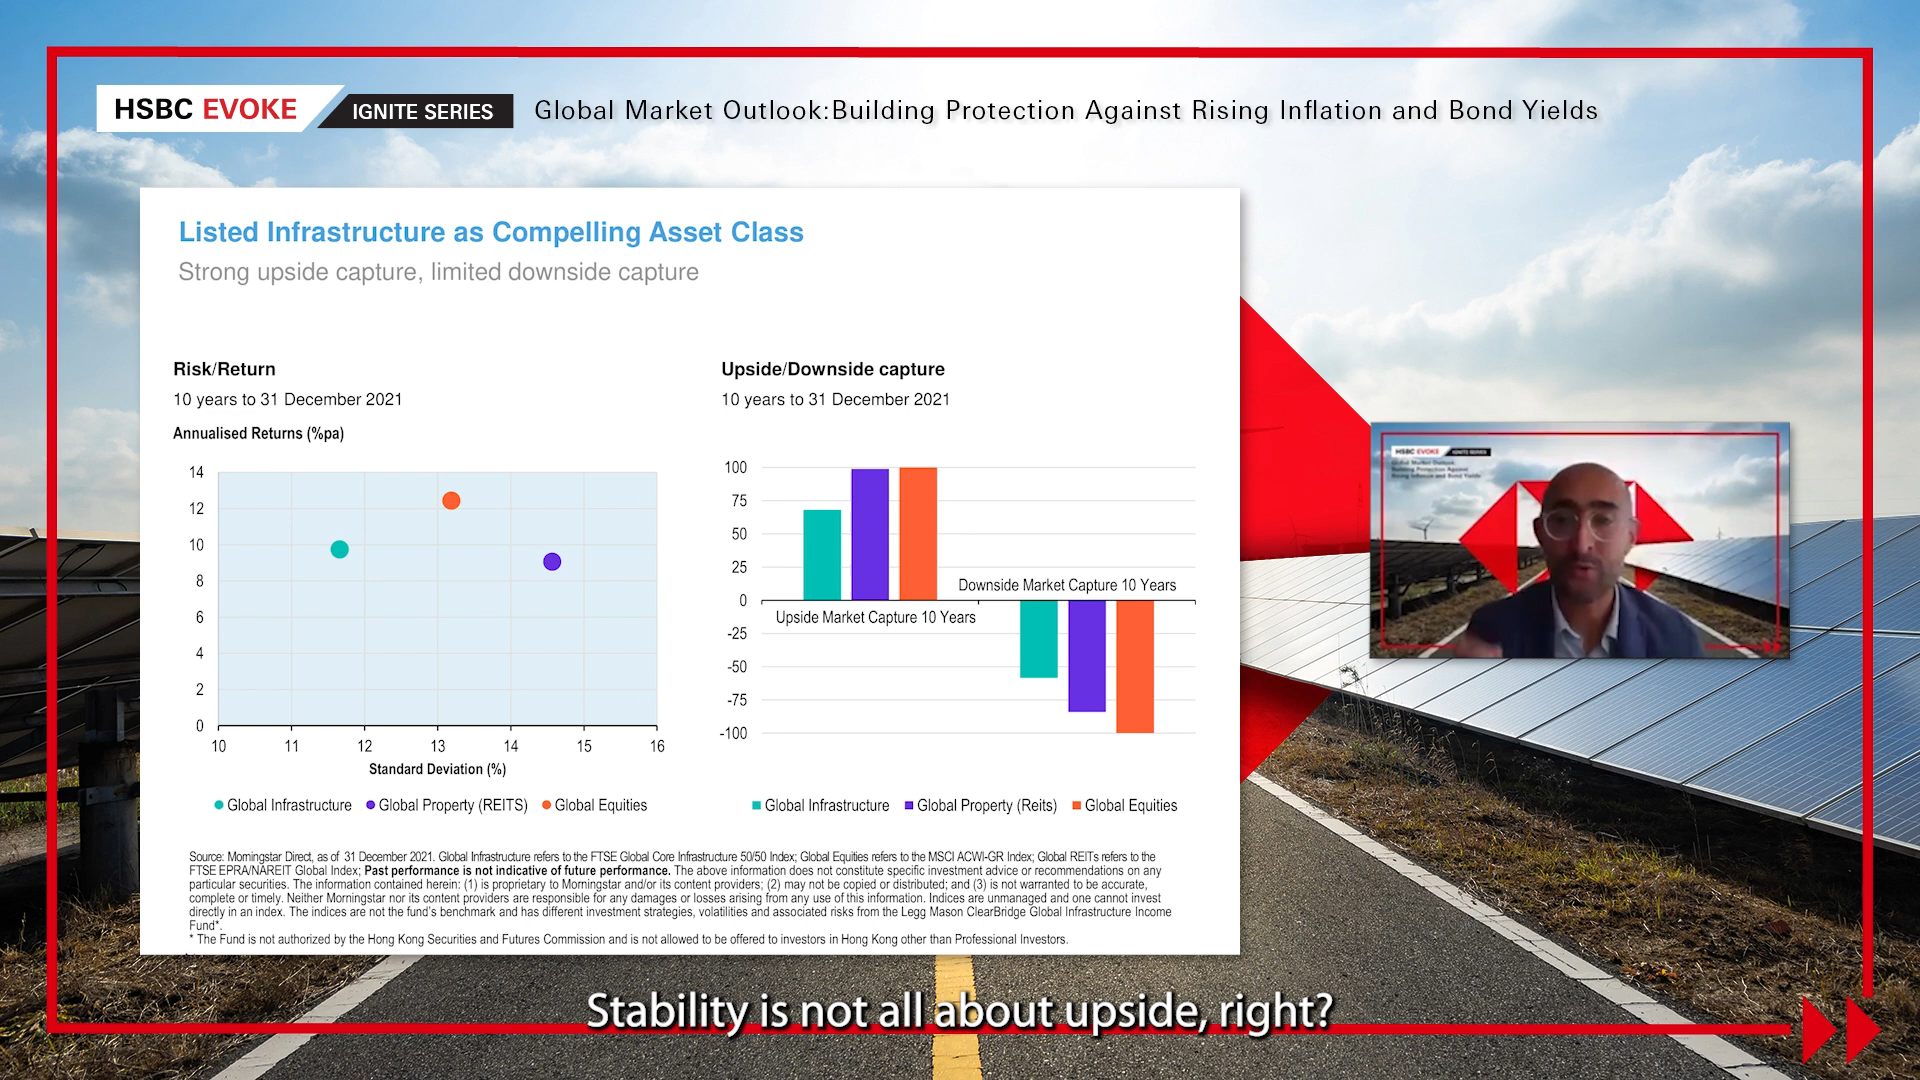 HSBC EVOKE IGNITE SERIES Global Market Outlook:Building Protection Against Rising Inflation and Bond Yields
Listed Infrastructure as Compelling Asset Class
Strong upside capture, limited downside capture
Risk/Return
10 years to 31 December 2021
Annualised Returns (%pa)
14
12
10
8
6
4
2
0
10 11 12 13 14 15 16
Standard Deviation (%)
Global Infrastructure Global Property (REITS) Global Equities
Upside/Downside capture
10 years to 31 December 2021
100
75
50
25
0
-25
-50
-75
-100
Downside Market Capture 10 Years
Upside Market Capture 10 Years
Global Infrastructure Global Property (Reits) Global Equities
Source: Morningstar Direct, as of 31 December 2021. Global Infrastructure refers to the FTSE Global Core Infrastructure 50/50 Index; Global Equities refers to the MSCI ACWI-GR Index; Global REITs refers to the
FTSE EPRA/NAREIT Global Index; Past performance is not indicative of future performance. The above information does not constitute specific investment advice or recommendations on any
particular securities. The information contained herein: (1) is proprietary to Morningstar and/or its content providers; (2) may not be copied or distributed; and (3) is not warranted to be accurate,
complete or timely. Neither Morningstar nor its content providers are responsible for any damages or losses arising from any use of this information. Indices are unmanaged and one cannot invest
directly in an index. The indices are not the fund's benchmark and has different investment strategies, volatilities and associated risks from the Legg Mason ClearBridge Global Infrastructure Income
Fund*.
* The Fund is not authorized by the Hong Kong Securities and Futures Commission and is not allowed to be offered to investors in Hong Kong other than Professional Investors.
HSBC EVOKE IGNITE SERIES
Global Market Outlook:
Building Protection Against
Rising Inflation and Bond Yields
Stability is not all about upside, right?